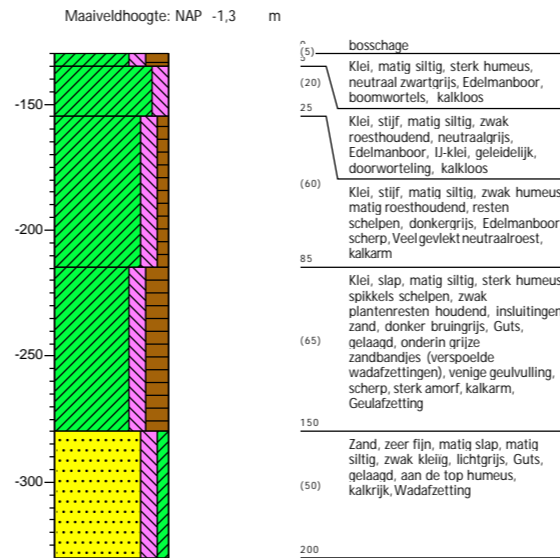 Maaiveldhoogte: NAP -1,3 m
0
bosschage
(5)
5
Klei, matig siltig, sterk humeus,
neutraal zwartgrijs, Edelmanboor,
boomwortels, kalkloos
(20)
25
-150
Klei, stijf, matig siltig, zwak
roesthoudend, neutraalgrijs,
Edelmanboor, IJ-klei, geleidelijk,
doorworteling, kalkloos
(60)
Klei, stijf, matig siltig, zwak humeus
matig roesthoudend, resten
schelpen, donkergrijs, Edelmanboor
scherp, Veel gevlekt neutraalroest,
kalkarm
-200
85
Klei, slap, matig siltig, sterk humeus
spikkels schelpen, zwak
plantenresten houdend, insluitingen
zand, donker bruingrijs, Guts,
gelaagd, onderin grijze
zandbandjes (verspoelde
wadafzettingen), venige geulvulling,
scherp, sterk amorf, kalkarm,
Geulafzetting
(65)
-250
150
Zand, zeer fijn, matig slap, matig
siltig, zwak kleiïg, lichtgrijs, Guts,
gelaagd, aan de top humeus,
kalkrijk, Wadafzetting
-300
(50)
200